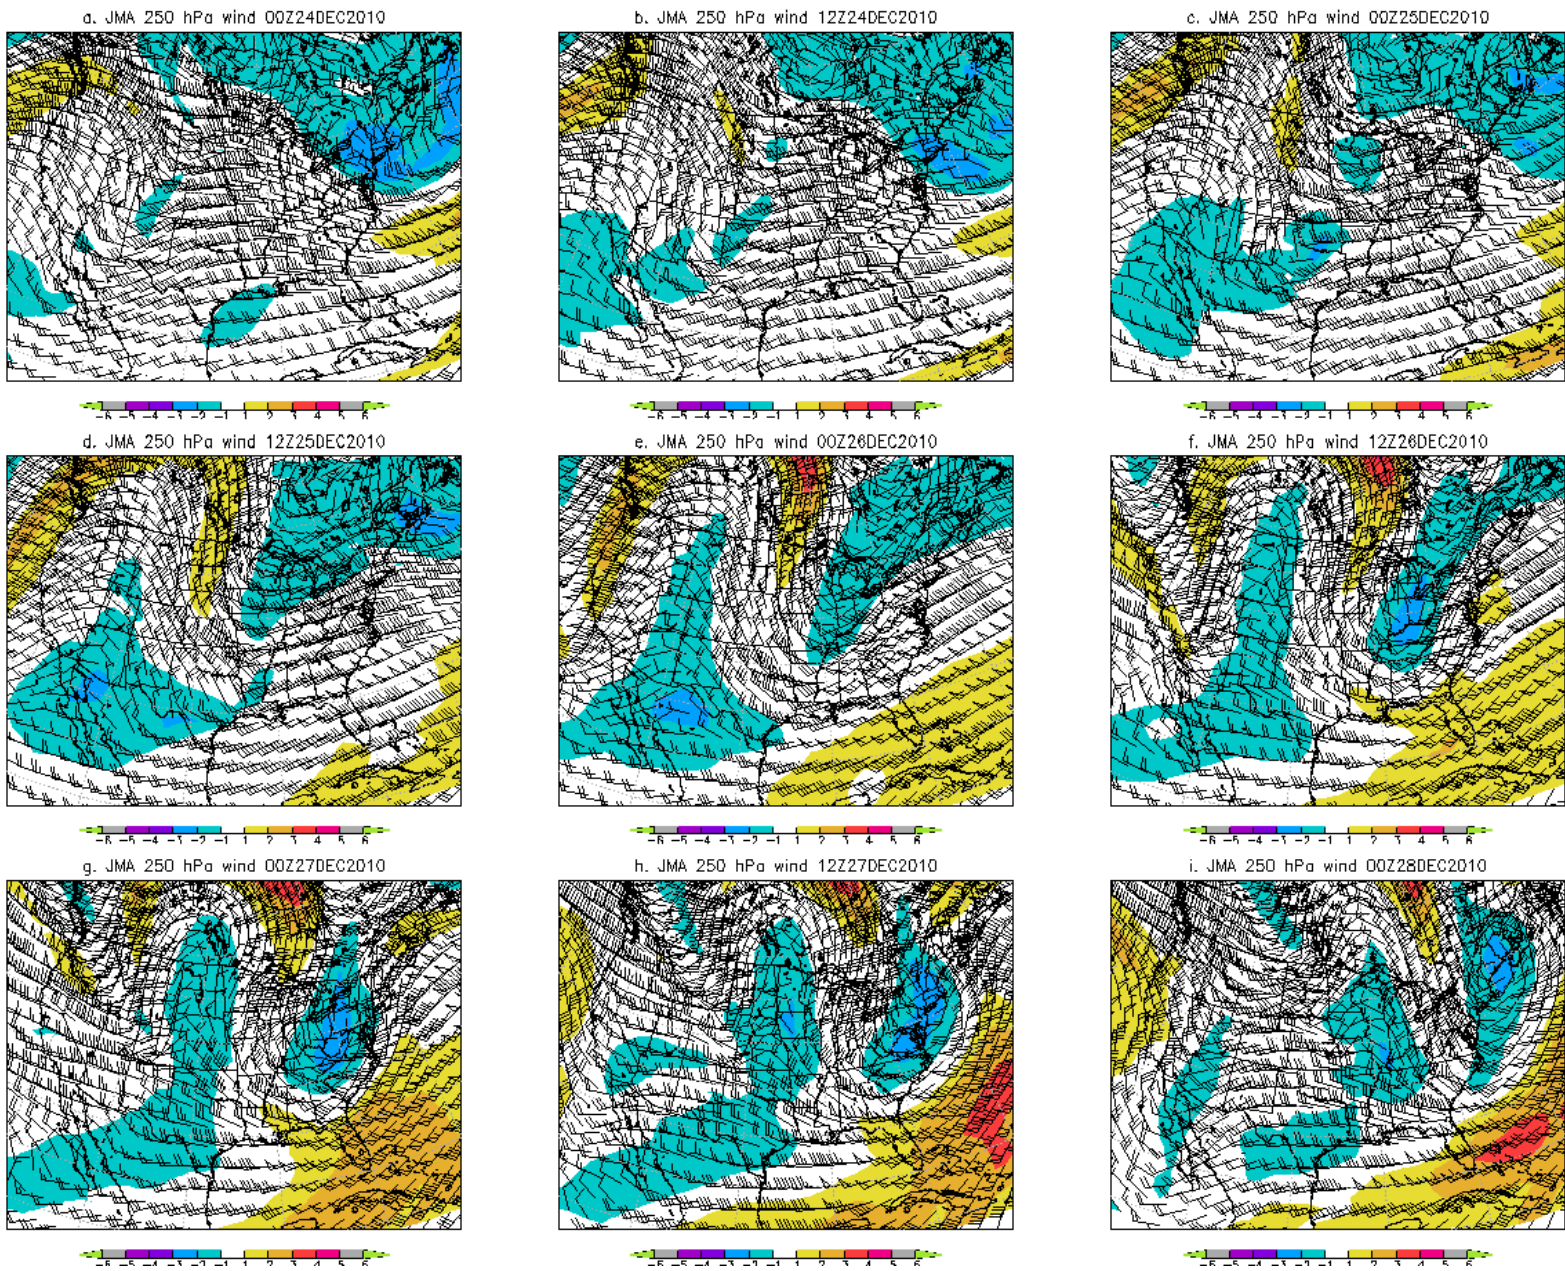 a. JMA 250 hPa wind 00Z24DEC2010
b. JMA 250 hPa wind 12Z24DEC2010
c. JMA 250 hPa wind 00Z25DEC2010
-6 -5 -4 -3 -2 -1 1 2 3 4 5 6
-6 -5 -4 -3 -2 -1 1 2 3 4 5 6
-6 -5 -4 -3 -2 -1 1 2 3 4 5 6
d. JMA 250 hPa wind 12Z25DEC2010
e. JMA 250 hPa wind 00Z26DEC2010
f. JMA 250 hPa wind 12Z26DEC2010
-6 -5 -4 -3 -2 -1 1 2 3 4 5 6
-6 -5 -4 -3 -2 -1 1 2 3 4 5 6
-6 -5 -4 -3 -2 -1 1 2 3 4 5 6
g. JMA 250 hPa wind 00Z27DEC2010
h. JMA 250 hPa wind 12Z27DEC2010
i. JMA 250 hPa wind 00Z28DEC2010
-6 -5 -4 -3 -2 -1 1 2 3 4 5 6
-6 -5 -4 -3 -2 -1 1 2 3 4 5 6
-6 -5 -4 -3 -2 -1 1 2 3 4 5 6